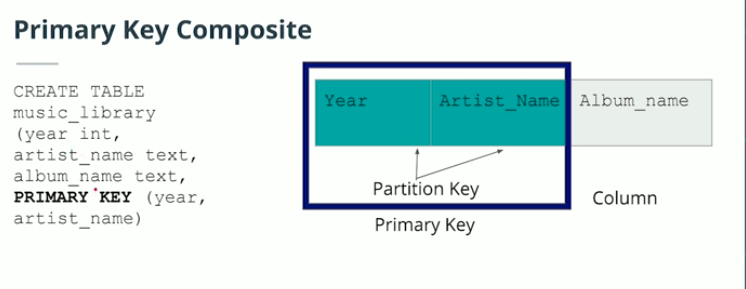 Primary Key Composite
CREATE TABLE
music_library
(year int,
artist_name text,
album_name text,
PRIMARY KEY (year,
artist_name)
Year
Artist_Name
Album_name
Partition Key
Column
Primary Key